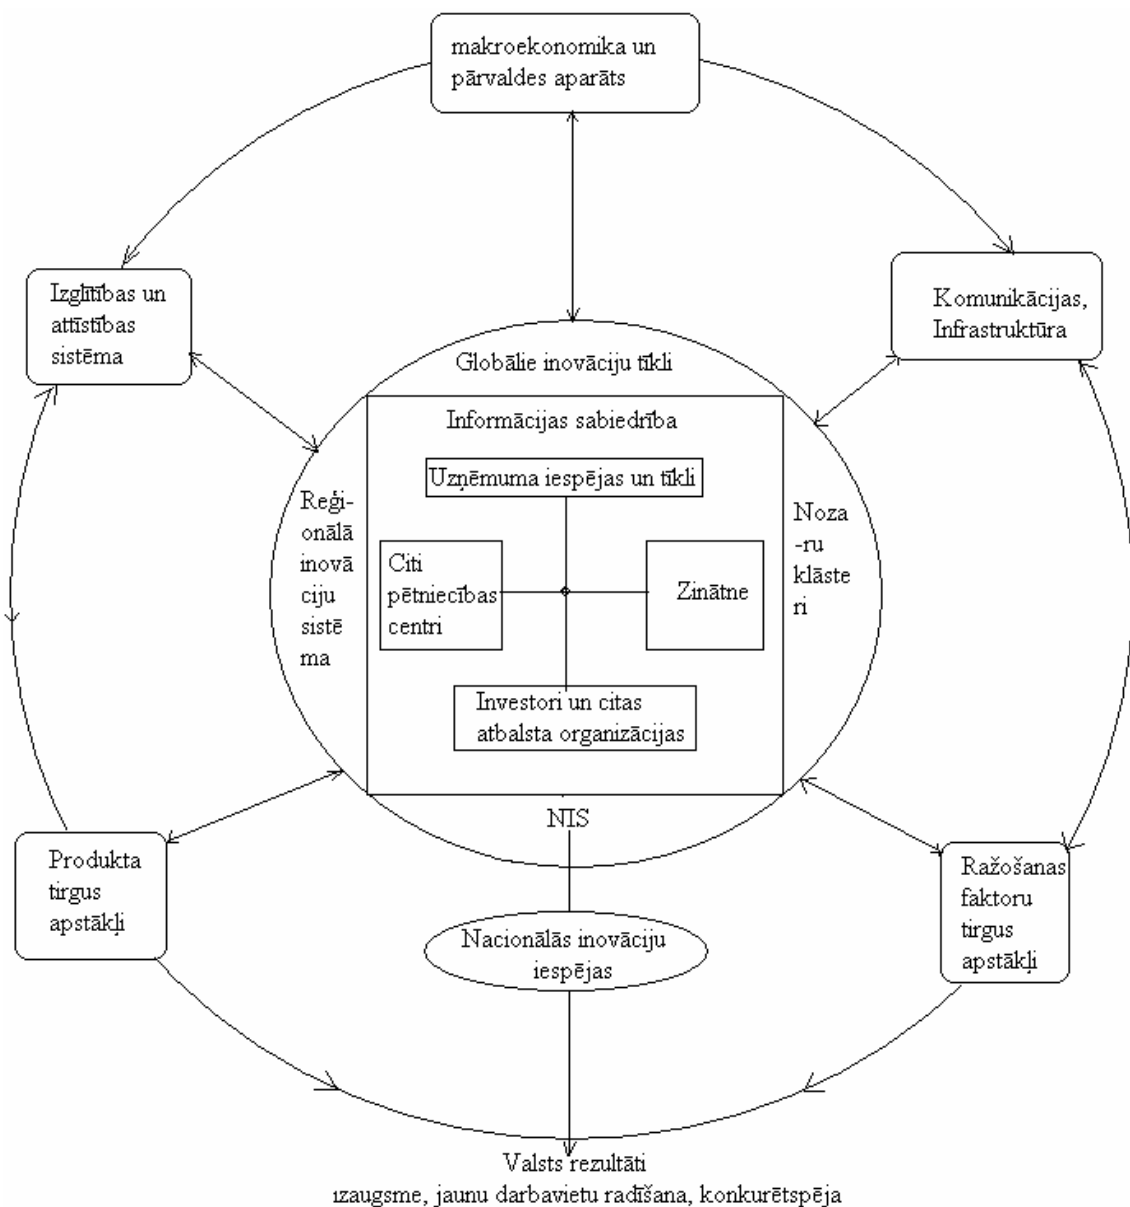 makroekonomika un
pārvaldes aparāts
Izglītības un
attīstības
sistēma
Komunikācijas,
Infrastruktūra
Globālie inovāciju tīkli
Informācijas sabiedrība
Uzņēmuma iespējas un tīkli
Reģi-
onālā
inovā
ciju
sistē
ma
Citi
pētniecības
centri
Zinātne
Noza
-ru
klāste
ri
Investori un citas
atbalsta organizācijas
NIS
Produkta
tirgus
apstākļi
Ražošanas
faktoru
tirgus
apstākļi
Nacionālās inovāciju
iespējas
Valsts rezultāti
izaugsme, jaunu darbavietu radīšana, konkurētspēja